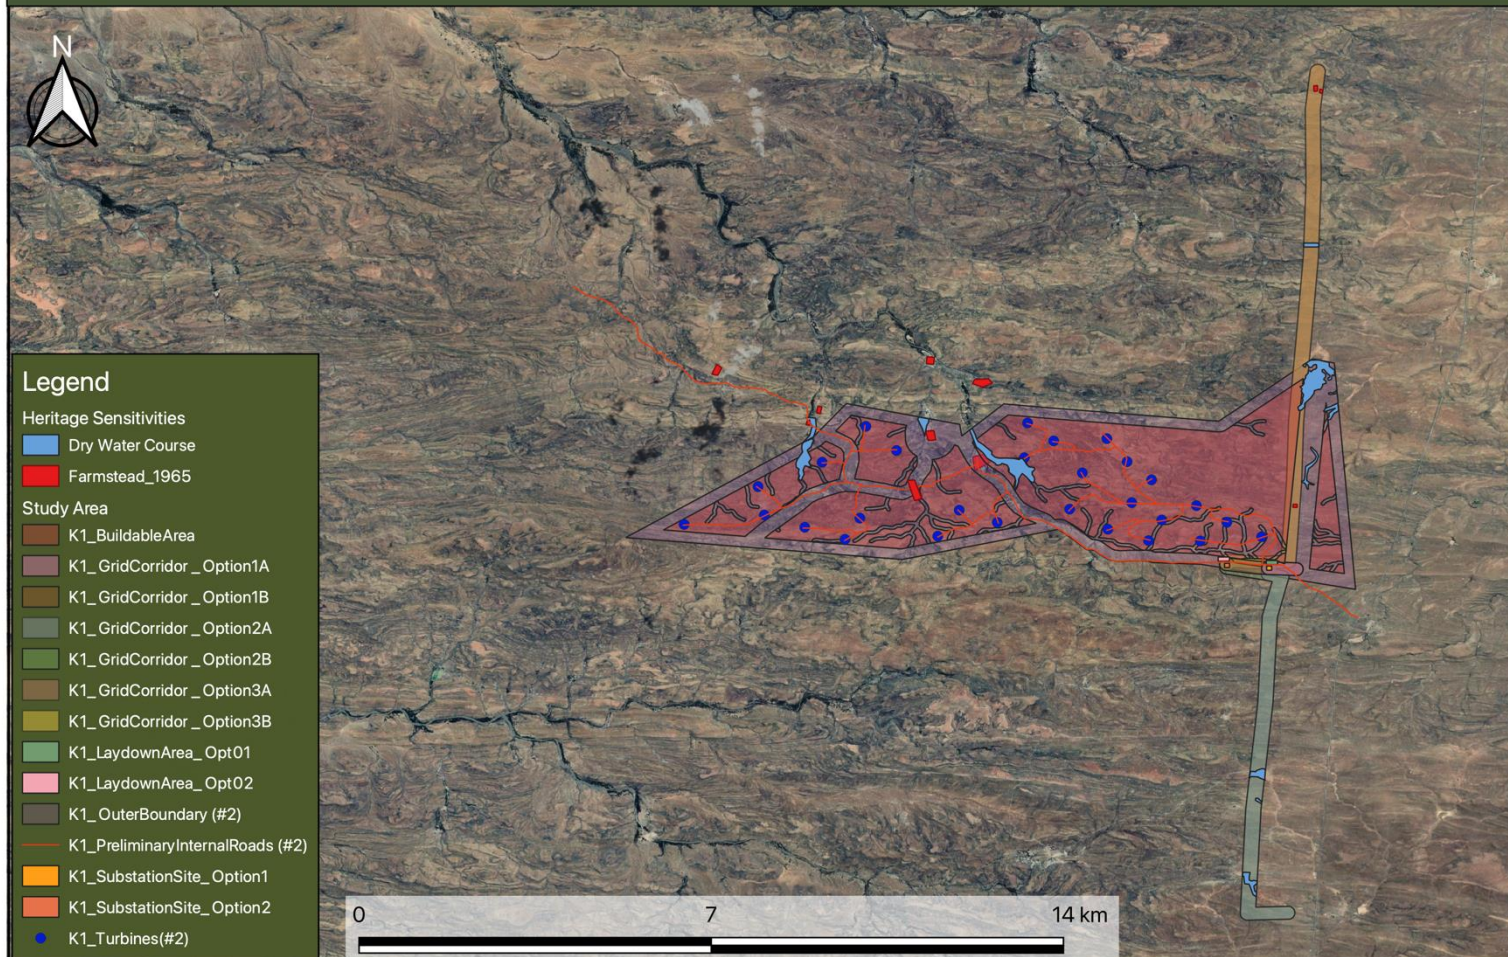 N
Legend
Heritage Sensitivities
Dry Water Course
Farmstead_1965
Study Area
K1_BuildableArea
K1_GridCorridor_Option1A
K1_GridCorridor_Option1B
K1_GridCorridor_Option2A
K1_GridCorridor_Option2B
K1_GridCorridor_Option3A
K1_GridCorridor_Option3B
K1_LaydownArea_Opt01
K1_LaydownArea_Opt02
K1_OuterBoundary (#2)
K1_PreliminaryInternalRoads (#2)
K1_SubstationSite_Option1
K1_SubstationSite_Option2
K1_Turbines(#2)
0 7 14 km